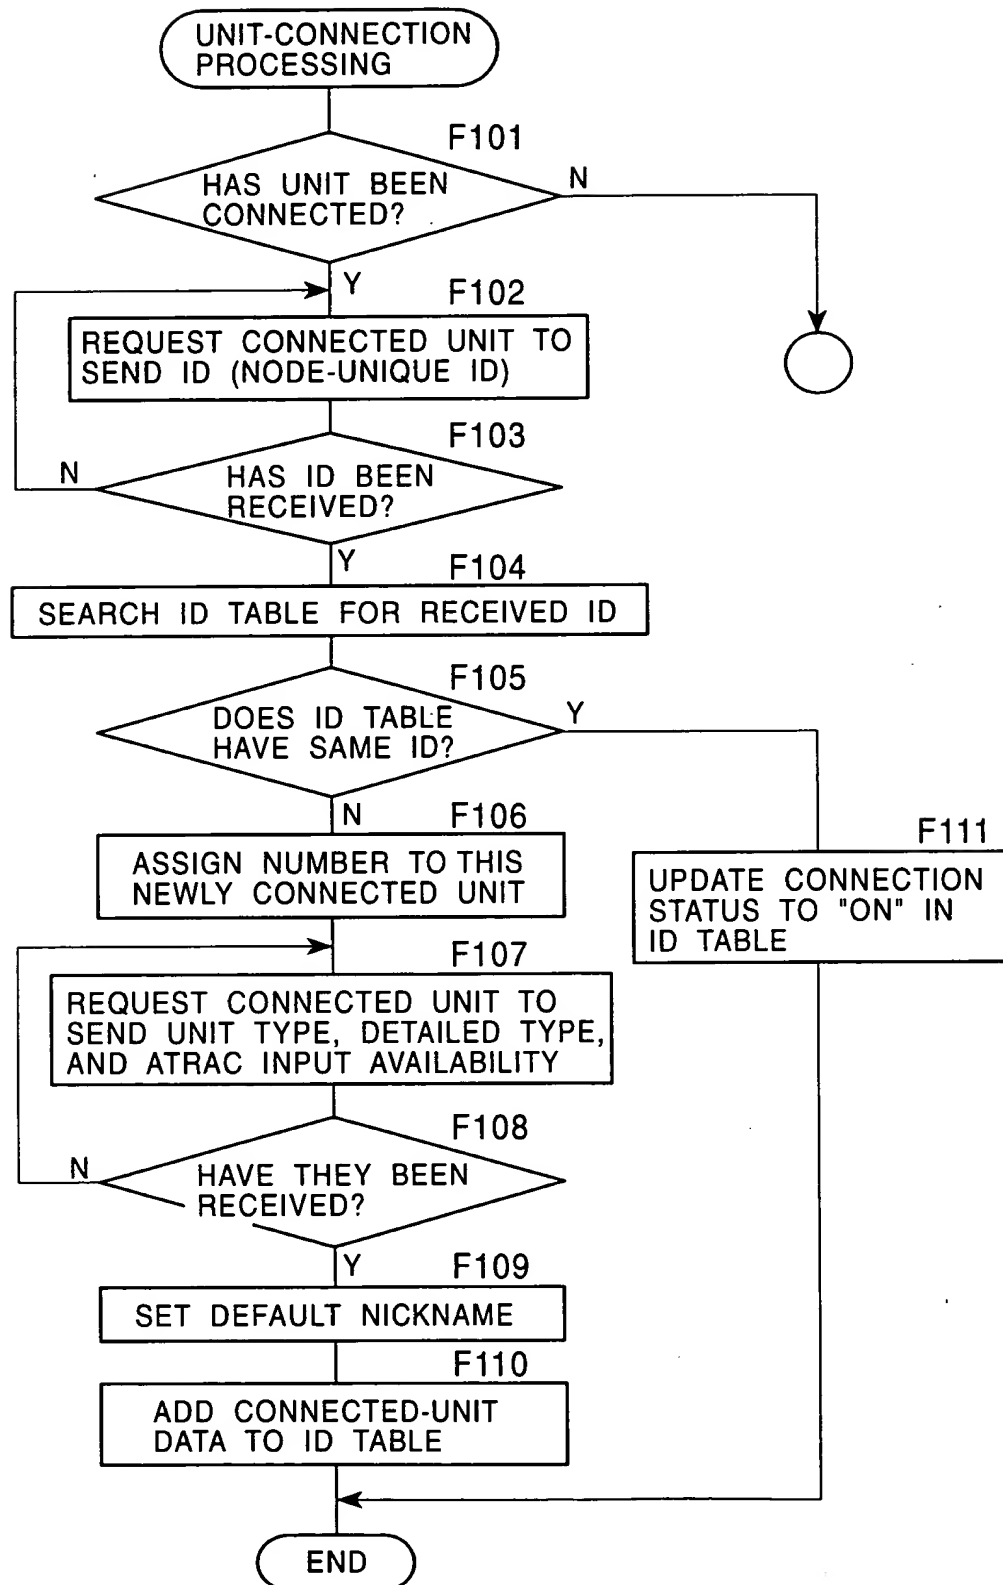 UNIT-CONNECTION
PROCESSING
F101
HAS UNIT BEEN
CONNECTED?
N
Y
F102
REQUEST CONNECTED UNIT TO
SEND ID (NODE-UNIQUE ID)
F103
N
HAS ID BEEN
RECEIVED?
Y
F104
SEARCH ID TABLE FOR RECEIVED ID
F105
DOES ID TABLE
HAVE SAME ID?
Y
N
F106
ASSIGN NUMBER TO THIS
NEWLY CONNECTED UNIT
F111
UPDATE CONNECTION
STATUS TO "ON" IN
ID TABLE
F107
REQUEST CONNECTED UNIT TO
SEND UNIT TYPE, DETAILED TYPE,
AND ATRAC INPUT AVAILABILITY
F108
N
HAVE THEY BEEN
RECEIVED?
Y
F109
SET DEFAULT NICKNAME
F110
ADD CONNECTED-UNIT
DATA TO ID TABLE
END